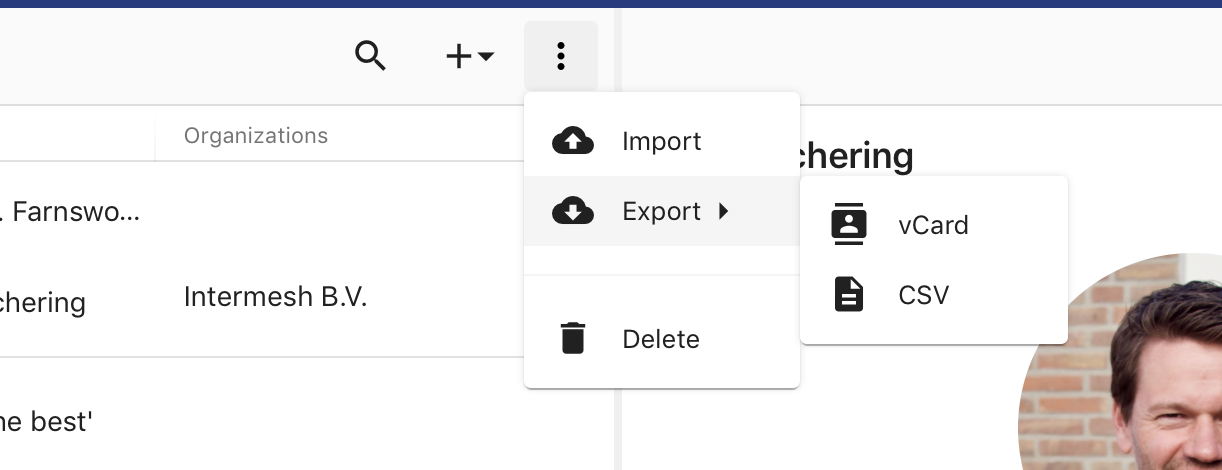 Organizations
Import
chering
. Farnswo...
Export
vCard
chering
Intermesh B.V.
CSV
Delete
he best'